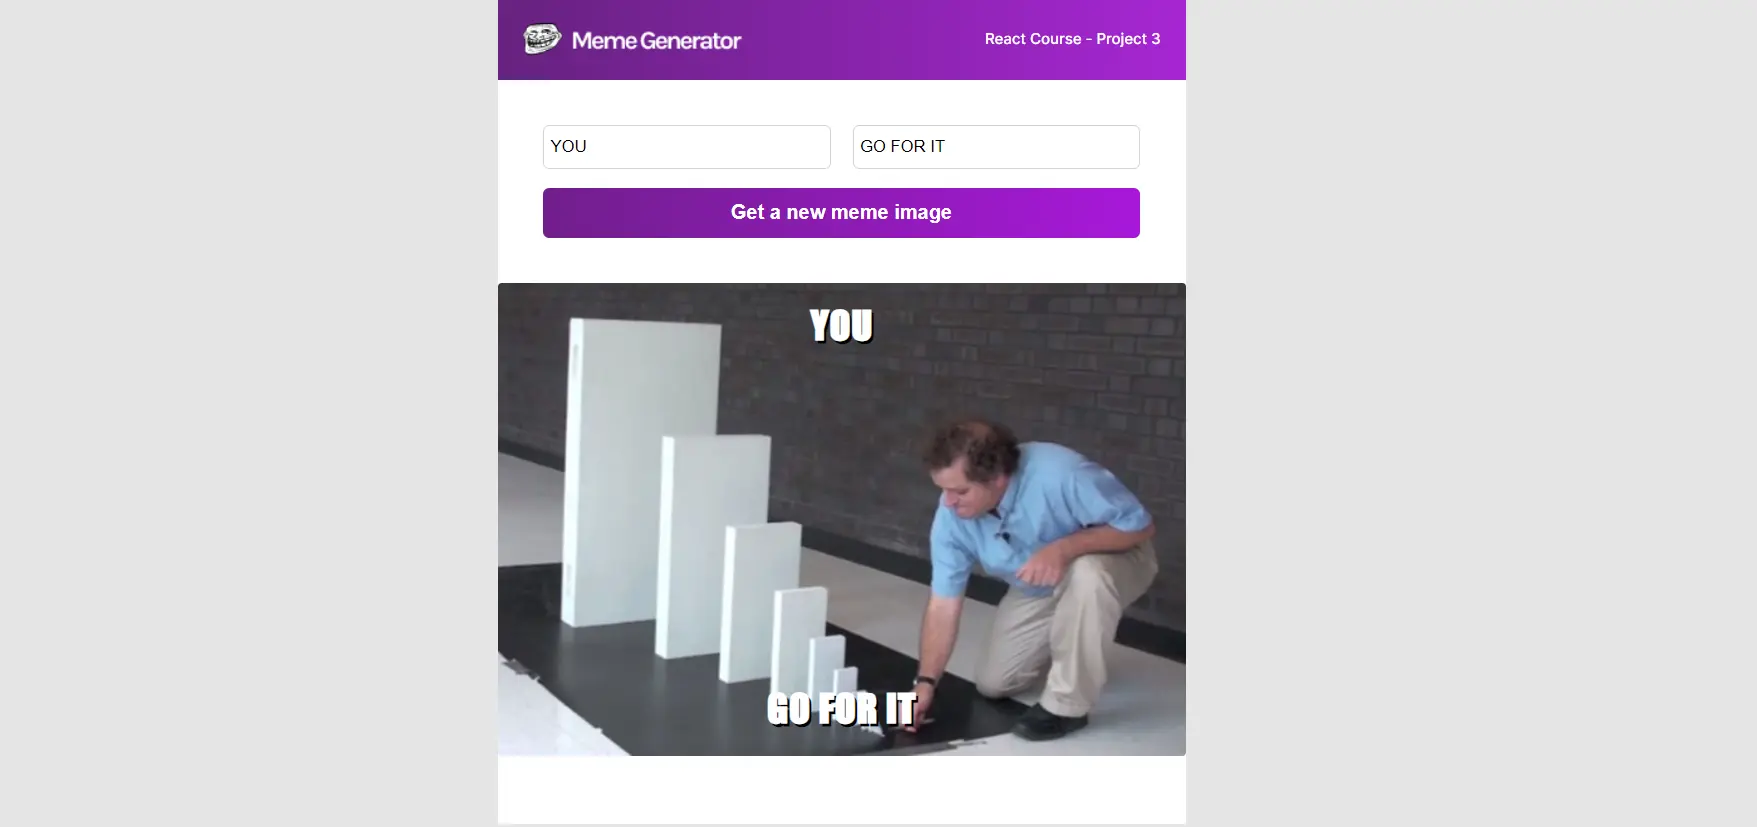 Meme Generator
React Course - Project 3
YOU
GO FOR IT
Get a new meme image
YOU
GO FOR IT